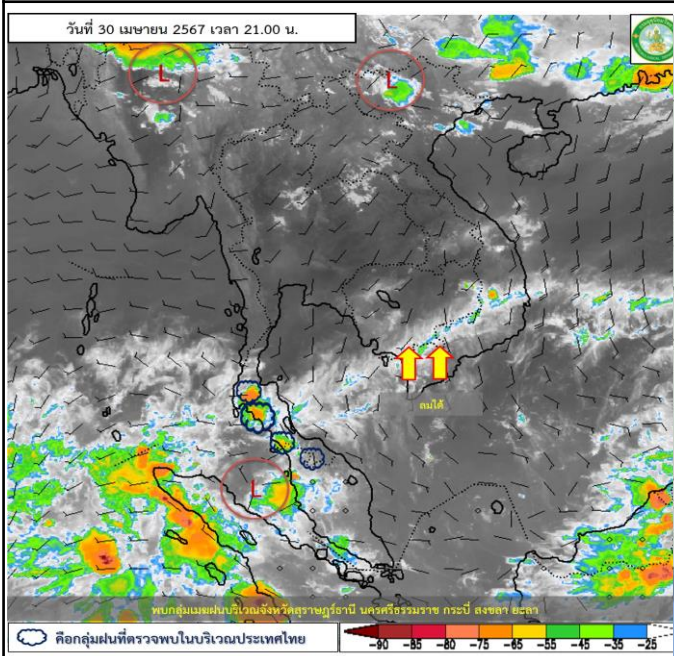 วันที่ 30 เมษายน 2567 เวลา 21.00 น.
L
L
ลมใต้
L
พบกลุ่มเมฆฝนบริเวณจังหวัดสุราษฎร์ธานี นครศรีธรรมราช กระบี่ สงขลา ยะลา
คือกลุ่มฝนที่ตรวจพบในบริเวณประเทศไทย
-90 -85 -80 -75 -65 -55 -45 -35 -25